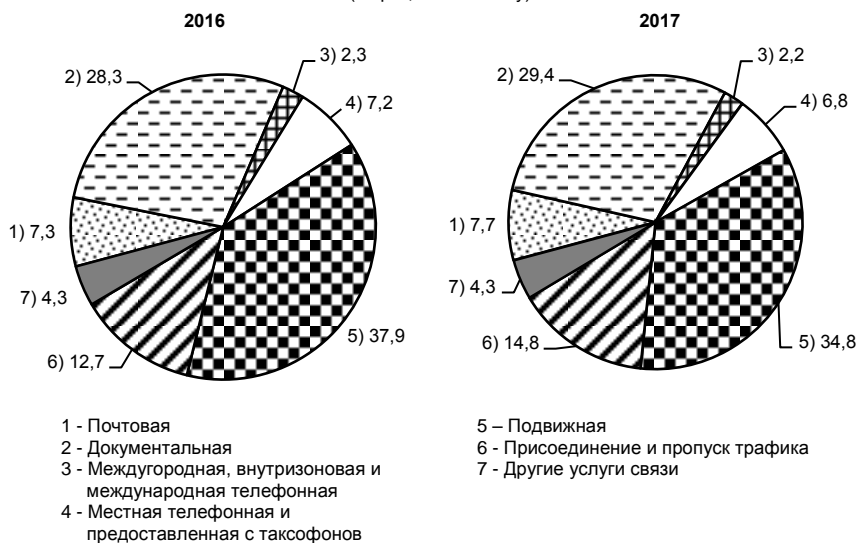 2016
2017
2) 28,3
3) 2,3
4) 7,2
1) 7,3
7) 4,3
6) 12,7
5) 37,9
2) 29,4
3) 2,2
4) 6,8
1) 7,7
7) 4,3
6) 14,8
5) 34,8
1 - Почтовая
2 - Документальная
3 - Междугородная, внутризоновая и
международная телефонная
4 - Местная телефонная и
предоставленная с таксофонов
5 – Подвижная
6 - Присоединение и пропуск трафика
7 - Другие услуги связи